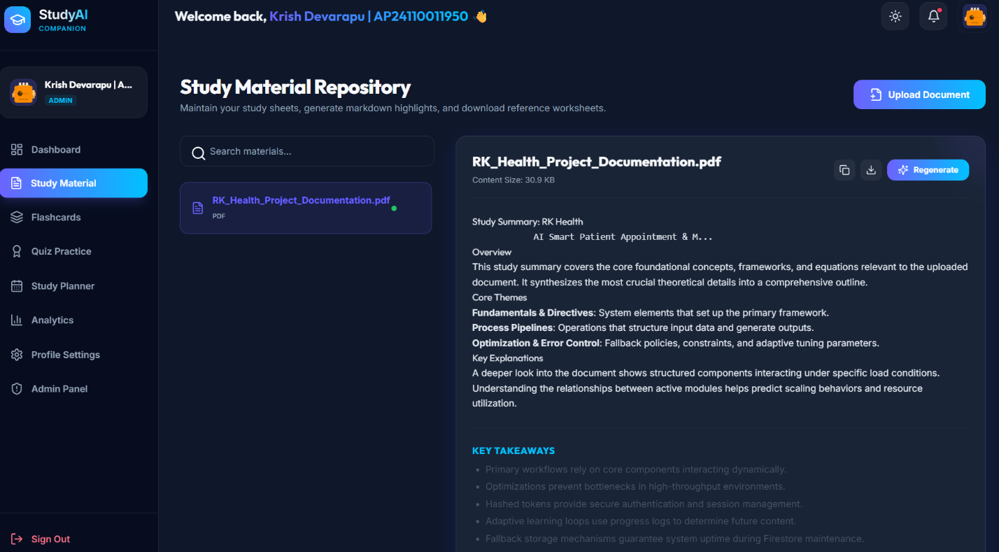 StudyAI
COMPANION
Welcome back, Krish Devarapu | AP24110011950 👋
Krish Devarapu | A...
ADMIN
Dashboard
Study Material
Flashcards
Quiz Practice
Study Planner
Analytics
Profile Settings
Admin Panel
Sign Out
Study Material Repository
Maintain your study sheets, generate markdown highlights, and download reference worksheets.
Upload Document
Search materials...
RK_Health_Project_Documentation.pdf
PDF
RK_Health_Project_Documentation.pdf
Content Size: 30.9 KB
Regenerate
Study Summary: RK Health
AI Smart Patient Appointment & M...
Overview
This study summary covers the core foundational concepts, frameworks, and equations relevant to the uploaded
document. It synthesizes the most crucial theoretical details into a comprehensive outline.
Core Themes
Fundamentals & Directives: System elements that set up the primary framework.
Process Pipelines: Operations that structure input data and generate outputs.
Optimization & Error Control: Fallback policies, constraints, and adaptive tuning parameters.
Key Explanations
A deeper look into the document shows structured components interacting under specific load conditions.
Understanding the relationships between active modules helps predict scaling behaviors and resource
utilization.
KEY TAKEAWAYS
• Primary workflows rely on core components interacting dynamically.
• Optimizations prevent bottlenecks in high-throughput environments.
• Hashed tokens provide secure authentication and session management.
• Adaptive learning loops use progress logs to determine future content.
• Fallback storage mechanisms guarantee system uptime during Firestore maintenance.